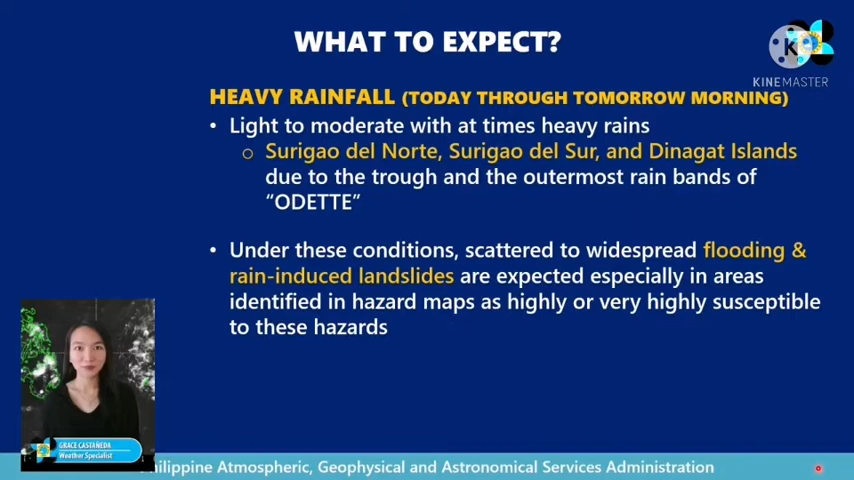 WHAT TO EXPECT?
K
KINEMASTER
HEAVY RAINFALL (TODAY THROUGH TOMORROW MORNING)
• Light to moderate with at times heavy rains
o Surigao del Norte, Surigao del Sur, and Dinagat Islands
due to the trough and the outermost rain bands of
“ODETTE”
• Under these conditions, scattered to widespread flooding &
rain-induced landslides are expected especially in areas
identified in hazard maps as highly or very highly susceptible
to these hazards
GRACE CASTAÑEDA
Weather Specialist
hilippine Atmospheric, Geophysical and Astronomical Services Administration